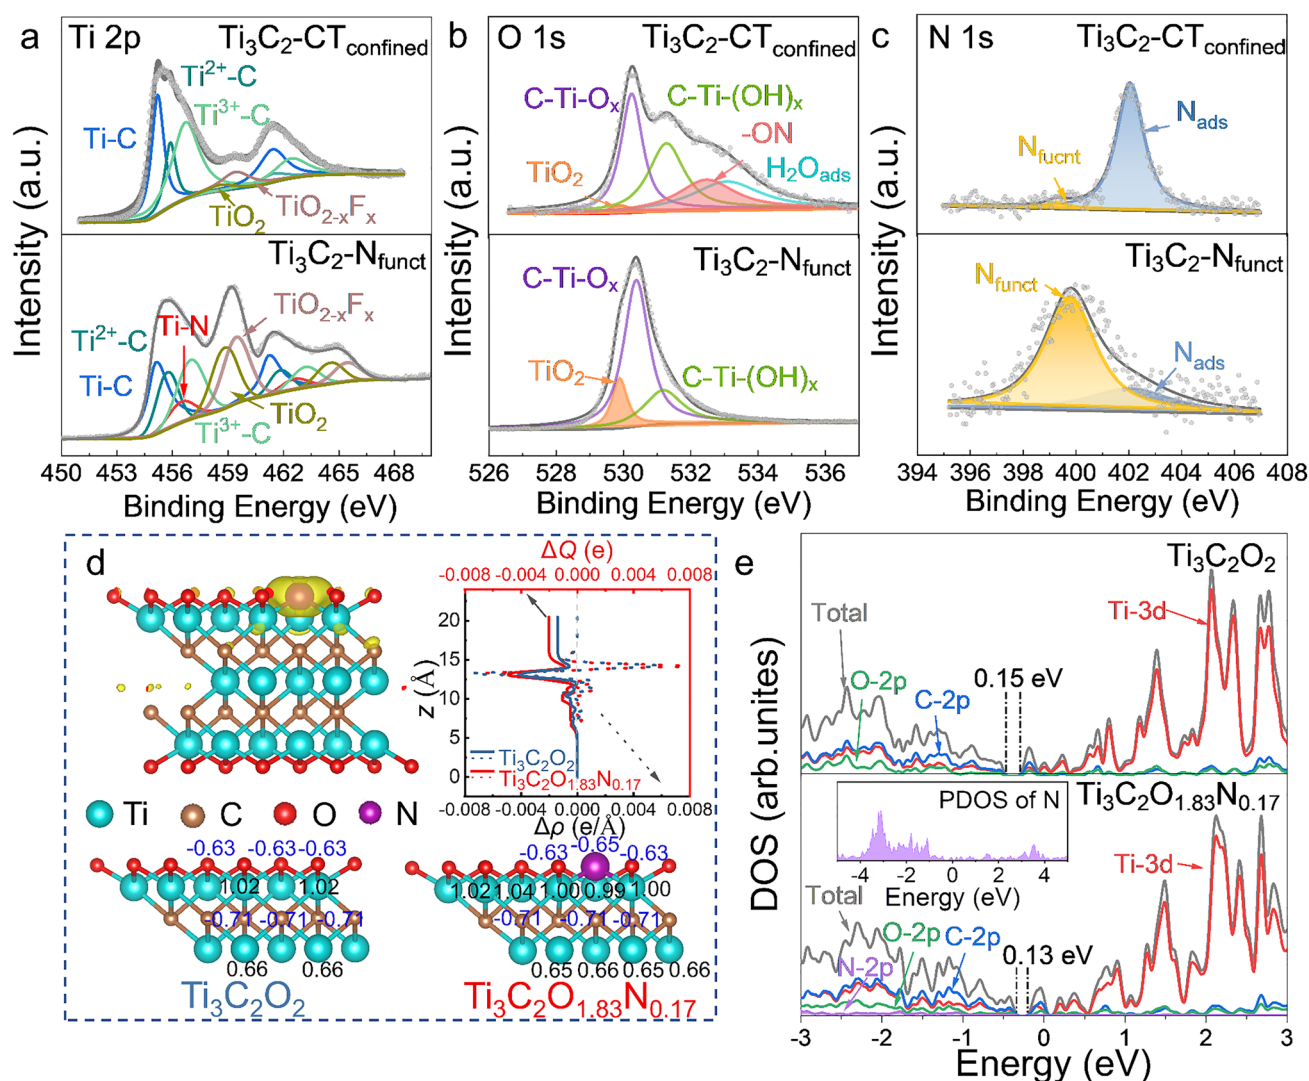 a
Ti 2p
Ti3C2-CTconfined
Ti2+-C
Ti3+-C
Ti-C
TiO2
TiO2-xFx
Ti3C2-Nfunct
TiO2-xFx
Ti-N
Ti2+-C
Ti-C
TiO2
Ti3+-C
Intensity (a.u.)
450 453 456 459 462 465 468
Binding Energy (eV)
b
O 1s
Ti3C2-CTconfined
C-Ti-Ox
C-Ti-(OH)x
-ON
TiO2
H2Oads
Ti3C2-Nfunct
C-Ti-Ox
TiO2
C-Ti-(OH)x
Intensity (a.u.)
526 528 530 532 534 536
Binding Energy (eV)
c
N 1s
Ti3C2-CTconfined
Nads
Nfucnt
Ti3C2-Nfunct
Nfunct
Nads
Intensity (a.u.)
394 396 398 400 402 404 406 408
Binding Energy (eV)
d
ΔQ (e)
-0.008 -0.004 0.000 0.004 0.008
20
15
10
5
0
z (Å)
Ti3C2O2
Ti3C2O1.83N0.17
-0.008 -0.004 0.000 0.004 0.008
Δρ (e/Å)
Ti C O N
-0.63 -0.63 -0.63
1.02 1.02
-0.71 -0.71 -0.71
0.66 0.66
Ti3C2O2
-0.65
-0.63 -0.63
1.02 1.04 1.00 0.99 1.00
-0.71 -0.71 -0.71
0.65 0.66 0.65 0.66
Ti3C2O1.83N0.17
e
Ti3C2O2
Total
Ti-3d
O-2p
C-2p
0.15 eV
PDOS of N
-4 -2 0 2 4
Energy (eV)
Ti3C2O1.83N0.17
Ti-3d
Total
O-2p
C-2p
N-2p
0.13 eV
DOS (arb.unites)
-3 -2 -1 0 1 2 3
Energy (eV)